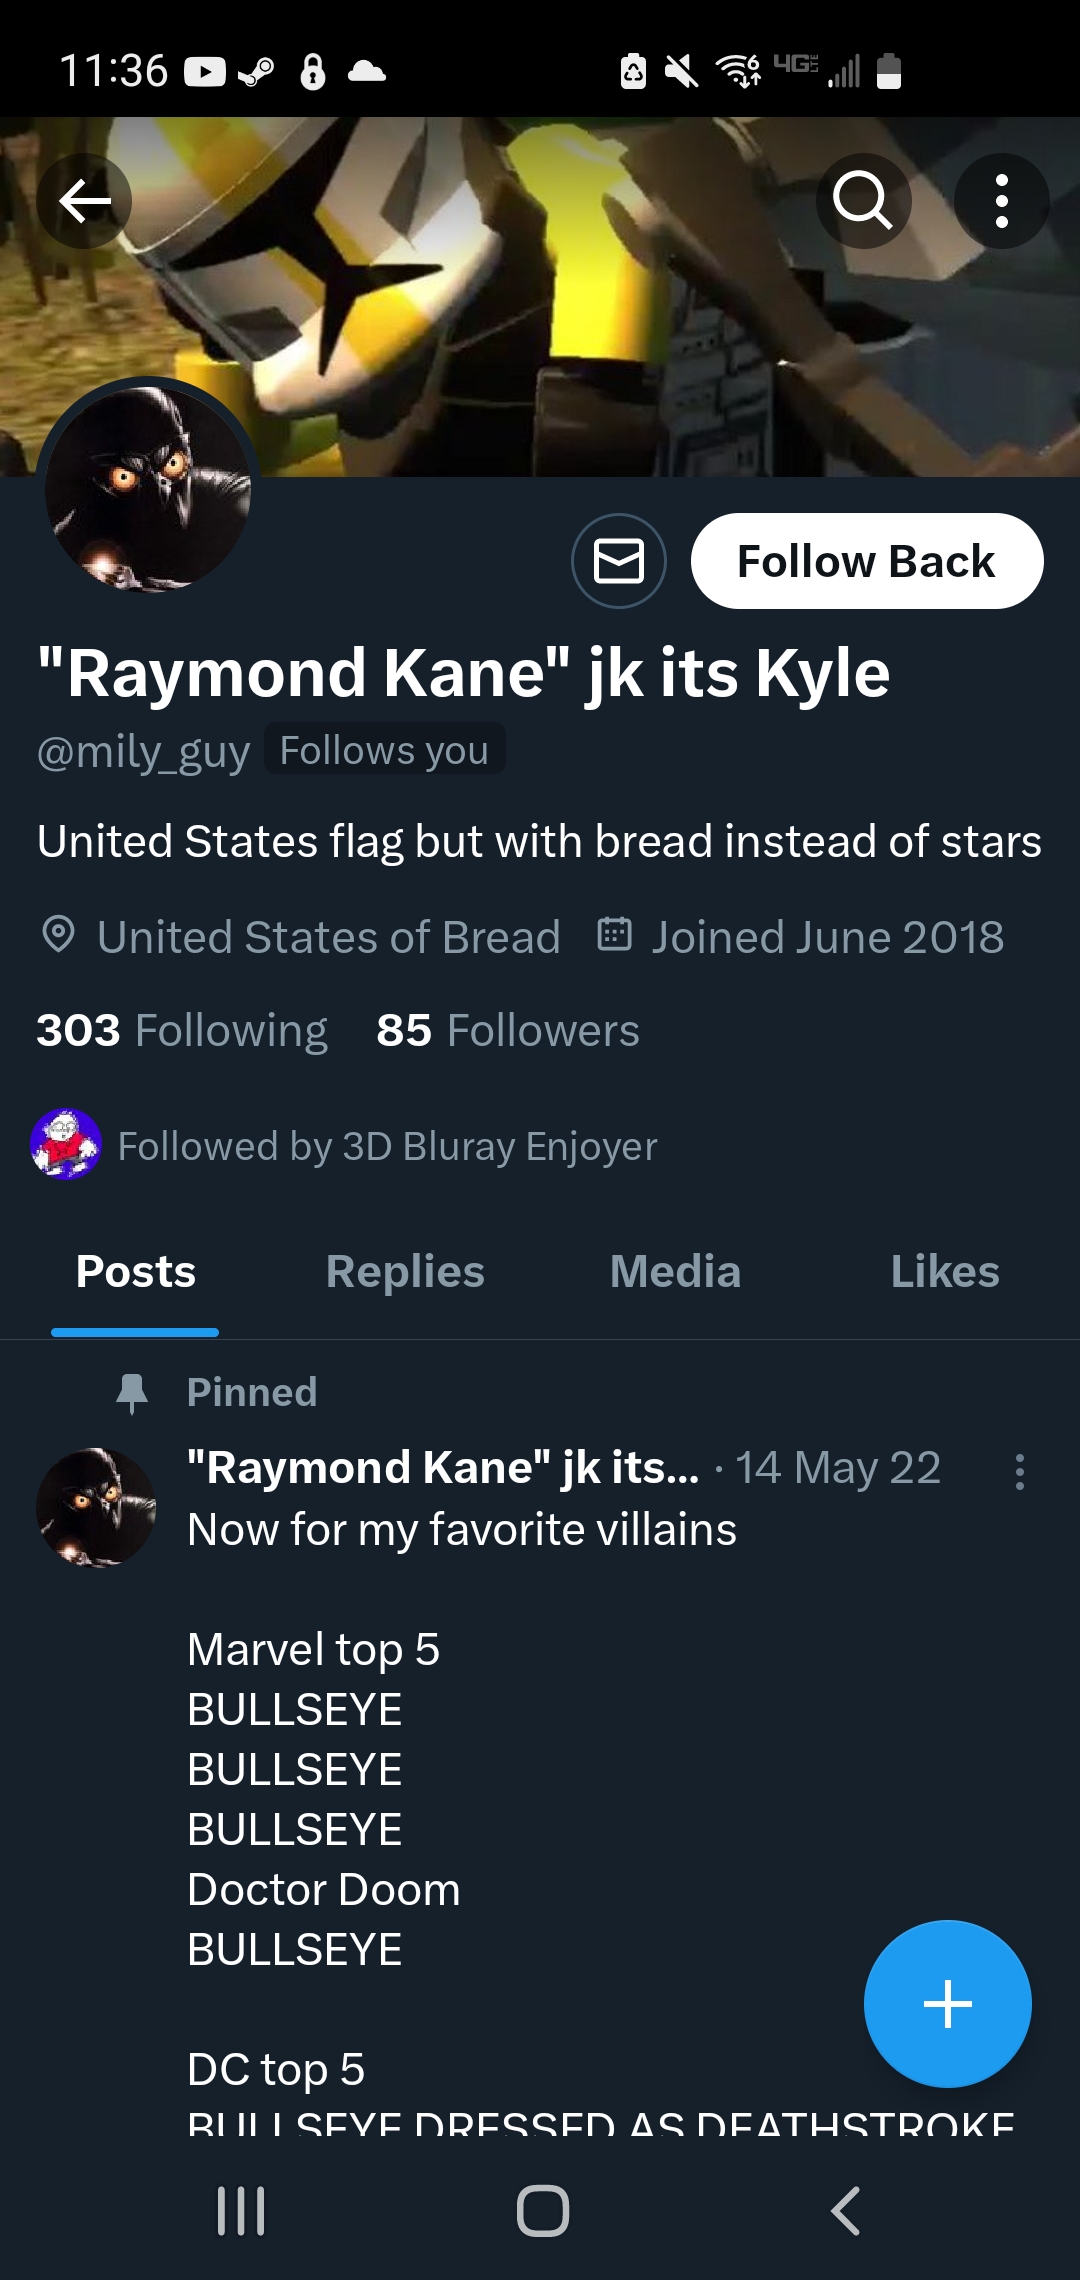 11:36
6
4G LTE
"Raymond Kane" jk its Kyle
Follow Back
@mily_guy Follows you
United States flag but with bread instead of stars
United States of Bread Joined June 2018
303 Following 85 Followers
Followed by 3D Bluray Enjoyer
Posts Replies Media Likes
Pinned
"Raymond Kane" jk its... · 14 May 22
Now for my favorite villains
Marvel top 5
BULLSEYE
BULLSEYE
BULLSEYE
Doctor Doom
BULLSEYE
DC top 5
BULLSEYE DRESSED AS DEATHSTROKE